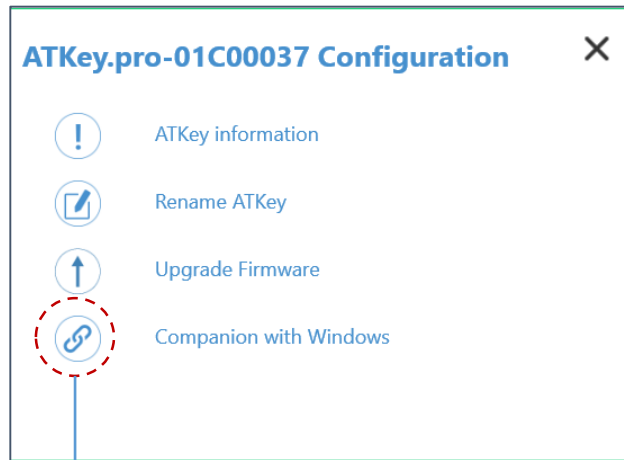 ATKey.pro-01C00037 Configuration
ATKey information
Rename ATKey
Upgrade Firmware
Companion with Windows